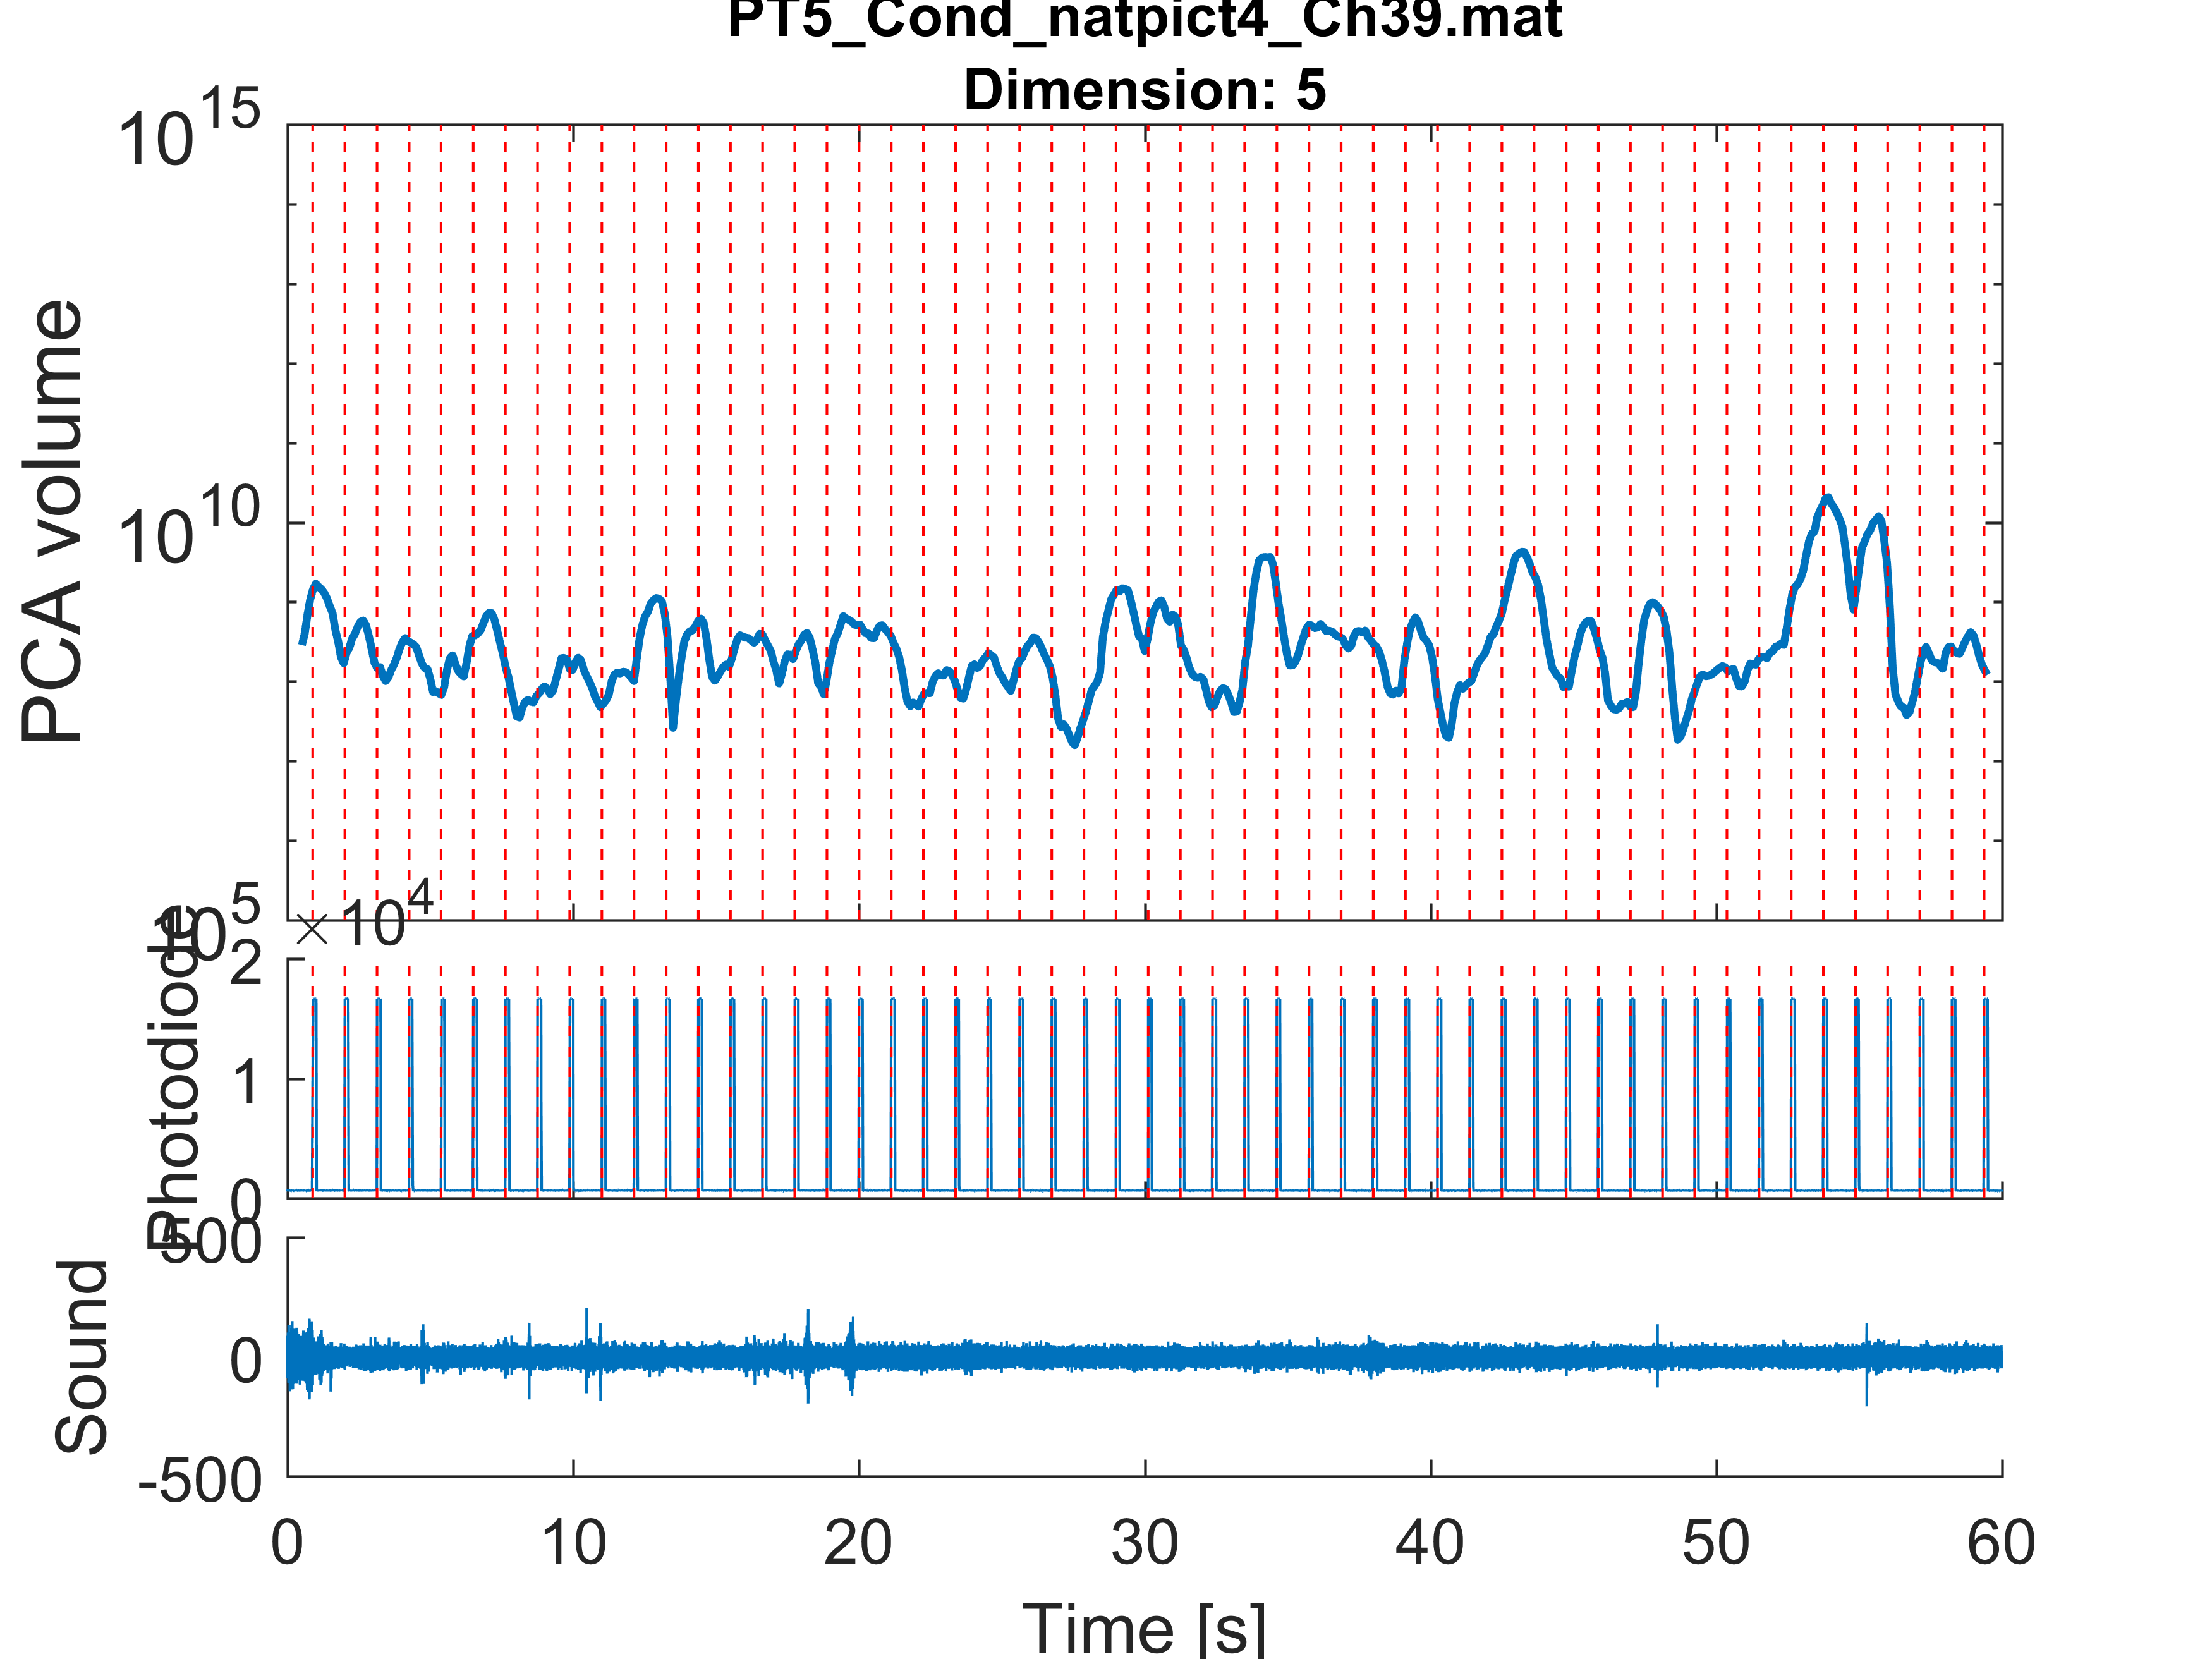 PT5_Cond_natpict4_Ch39.mat
Dimension: 5
PCA volume
10^15
10^10
10^5
×10^4
Photodiode
2
1
0
Sound
500
0
-500
0 10 20 30 40 50 60
Time [s]